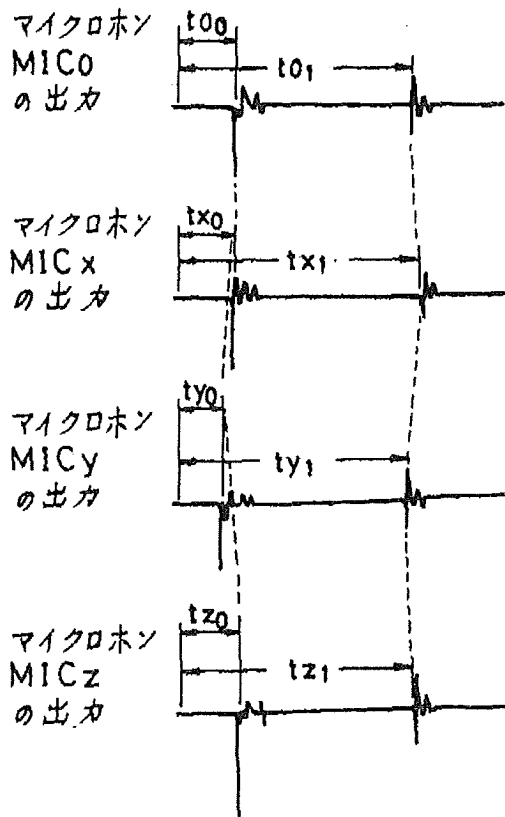 マイクロホン
MIC0
の出力
t0₀
t0₁
マイクロホン
MICx
の出力
tx₀
tx₁
マイクロホン
MICy
の出力
ty₀
ty₁
マイクロホン
MICz
の出力
tz₀
tz₁